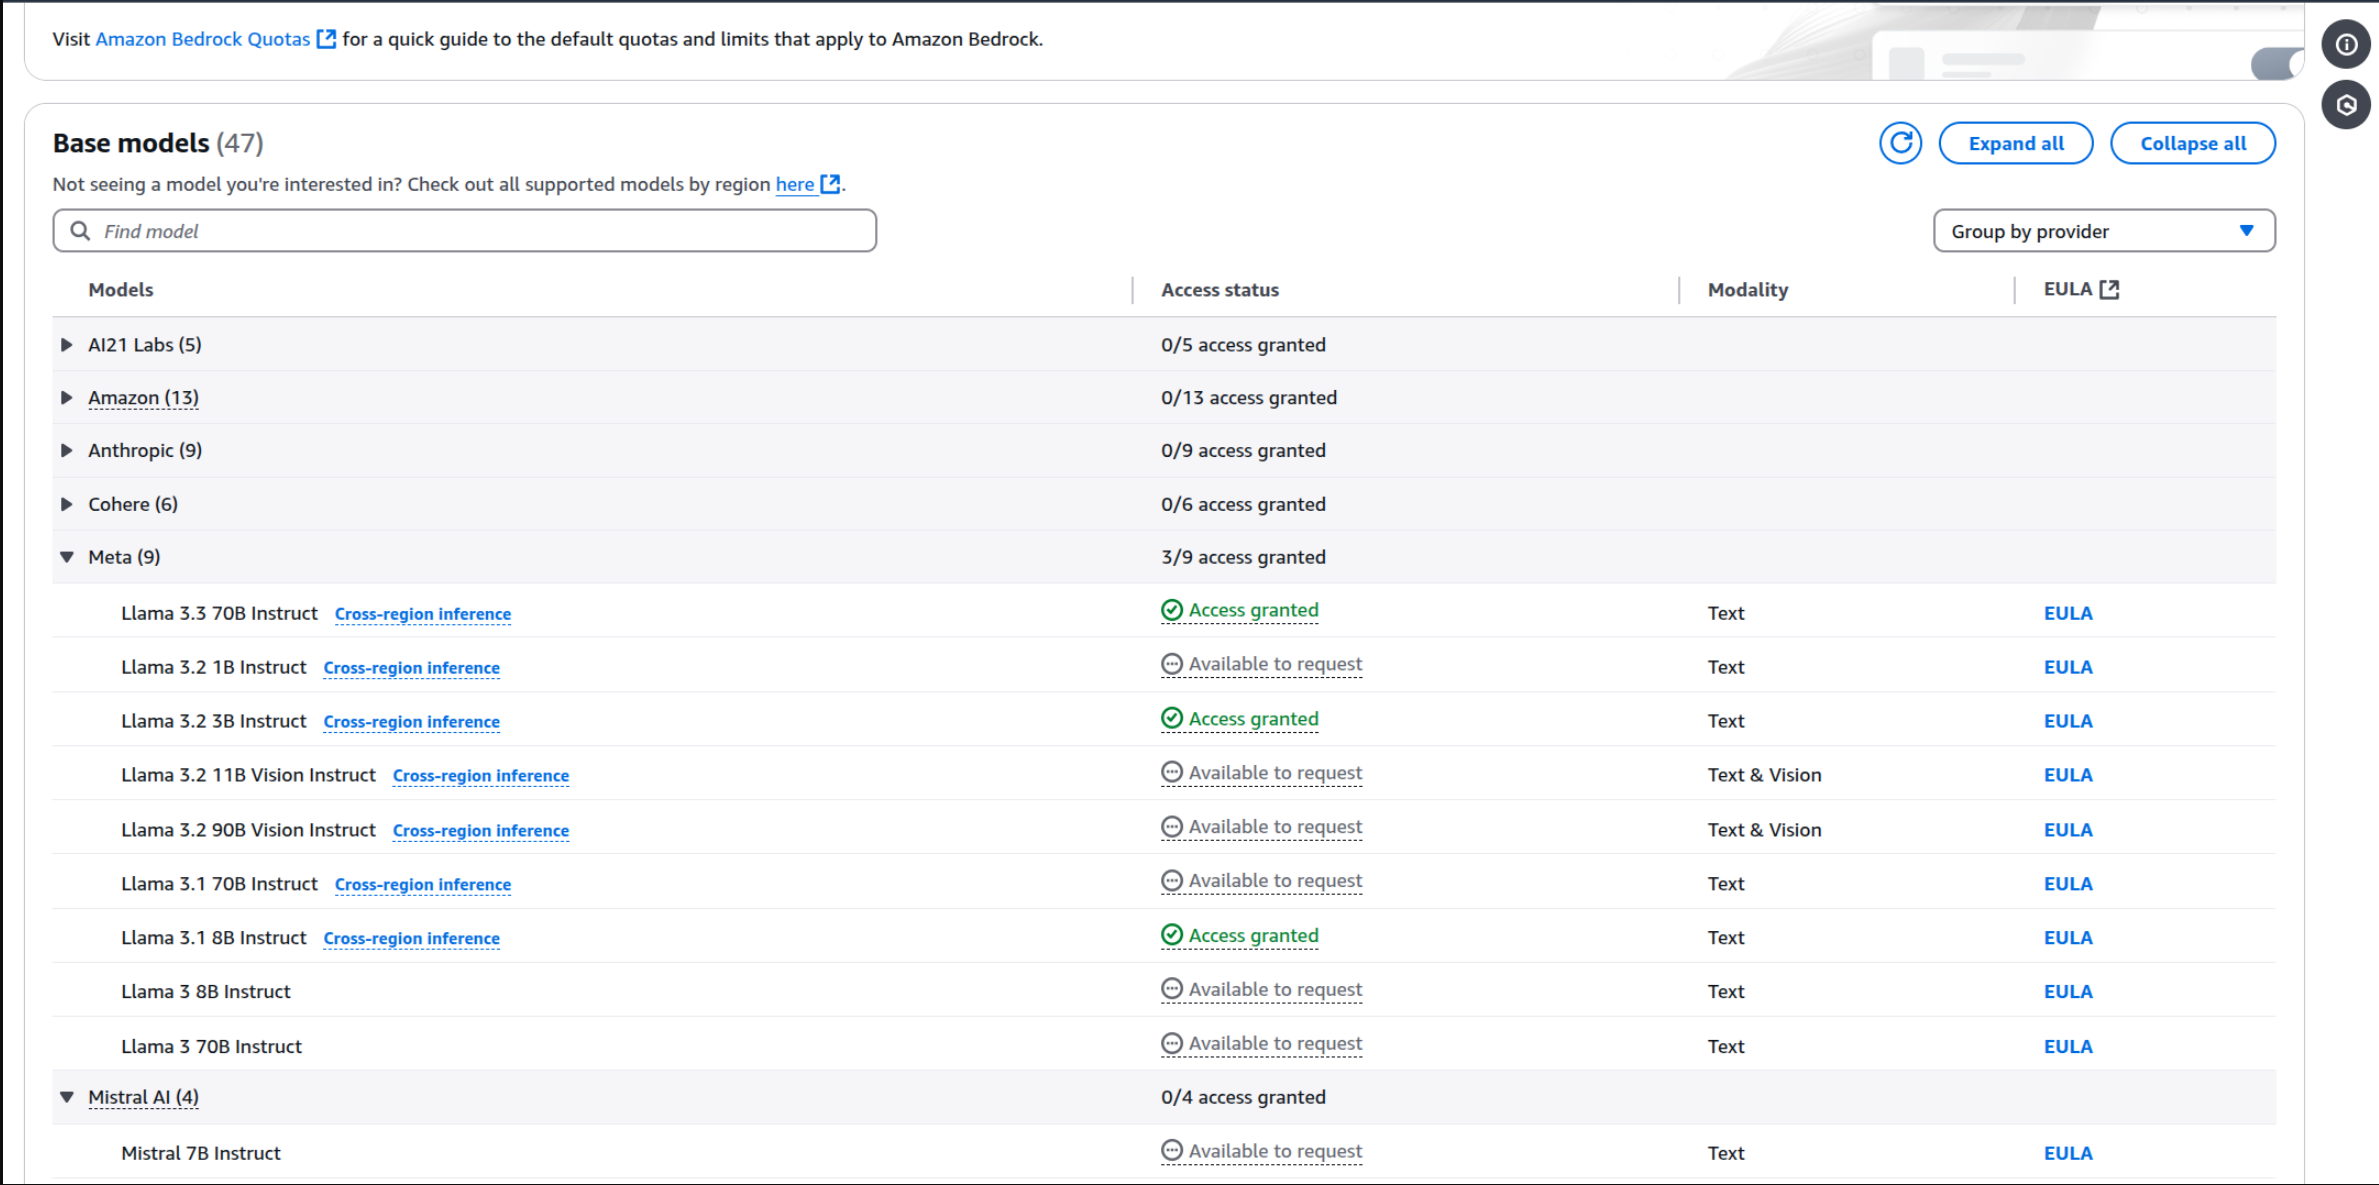 Visit Amazon Bedrock Quotas for a quick guide to the default quotas and limits that apply to Amazon Bedrock.
Base models (47)
Expand all
Collapse all
Not seeing a model you're interested in? Check out all supported models by region here.
Find model
Group by provider
Models Access status Modality EULA
AI21 Labs (5) 0/5 access granted
Amazon (13) 0/13 access granted
Anthropic (9) 0/9 access granted
Cohere (6) 0/6 access granted
Meta (9) 3/9 access granted
Llama 3.3 70B Instruct Cross-region inference Access granted Text EULA
Llama 3.2 1B Instruct Cross-region inference Available to request Text EULA
Llama 3.2 3B Instruct Cross-region inference Access granted Text EULA
Llama 3.2 11B Vision Instruct Cross-region inference Available to request Text & Vision EULA
Llama 3.2 90B Vision Instruct Cross-region inference Available to request Text & Vision EULA
Llama 3.1 70B Instruct Cross-region inference Available to request Text EULA
Llama 3.1 8B Instruct Cross-region inference Access granted Text EULA
Llama 3 8B Instruct Available to request Text EULA
Llama 3 70B Instruct Available to request Text EULA
Mistral AI (4) 0/4 access granted
Mistral 7B Instruct Available to request Text EULA